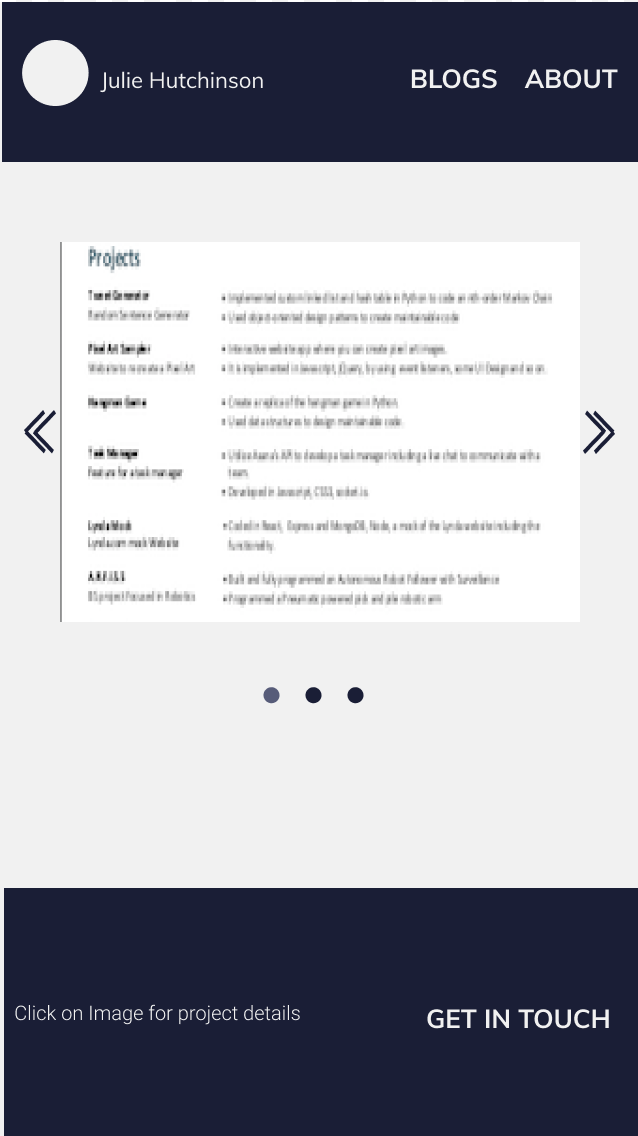 Julie Hutchinson
BLOGS ABOUT
Projects
Tweet Generator
• Implemented custom linked list and hash table in Python to code an nth order Markov Chain
Random Sentence Generator
• Used object-oriented design patterns to create maintainable code
Pixel Art Sampler
• Interactive website app where you can create pixel art images.
Website to recreate a Pixel Art
• It is implemented in Javascript, jQuery, by using event listeners, some UI Design and so on.
Hangman Game
• Create a replica of the hangman game in Python.
• Used data structures to design maintainable code.
Task Manager
• Utilize Asana's API to develop a task manager including a live chat to communicate with a
Feature for a task manager
team.
• Developed in Javascript, CSS3, socket.io.
Lynda Mock
• Coded in React, Express and MongoDB, Node, a mock of the Lynda website including the
Lynda.com mock Website
functionality.
• Built and fully programmed an Autonomous Robot Follower with Surveillance
project focused in Robotics
• Programmed a Pneumatic powered pick and robotic arm
Click on Image for project details
GET IN TOUCH